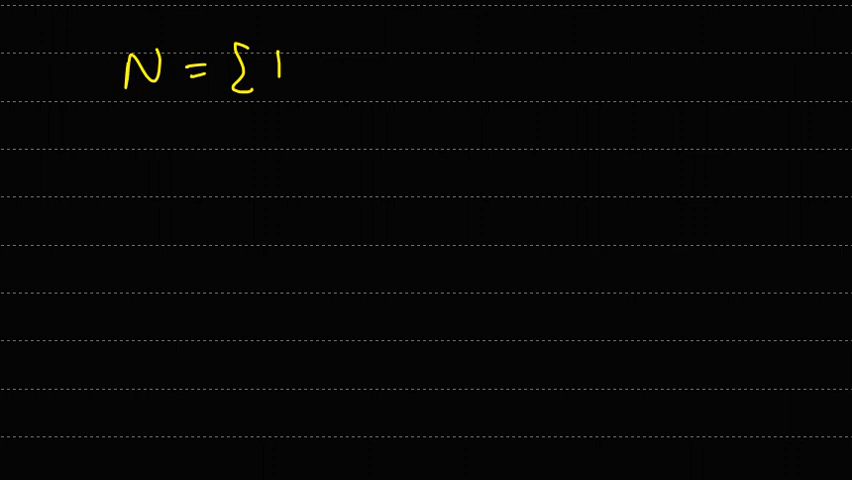 N = { 1